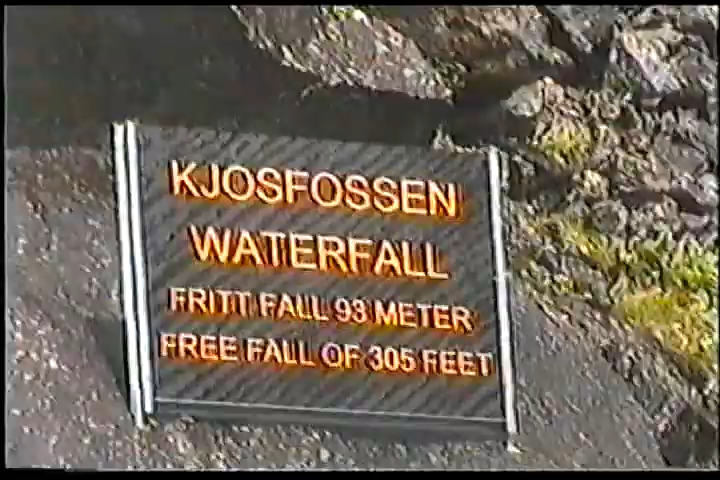 KJOSFOSSEN
WATERFALL
FRITT FALL 93 METER
FREE FALL OF 305 FEET